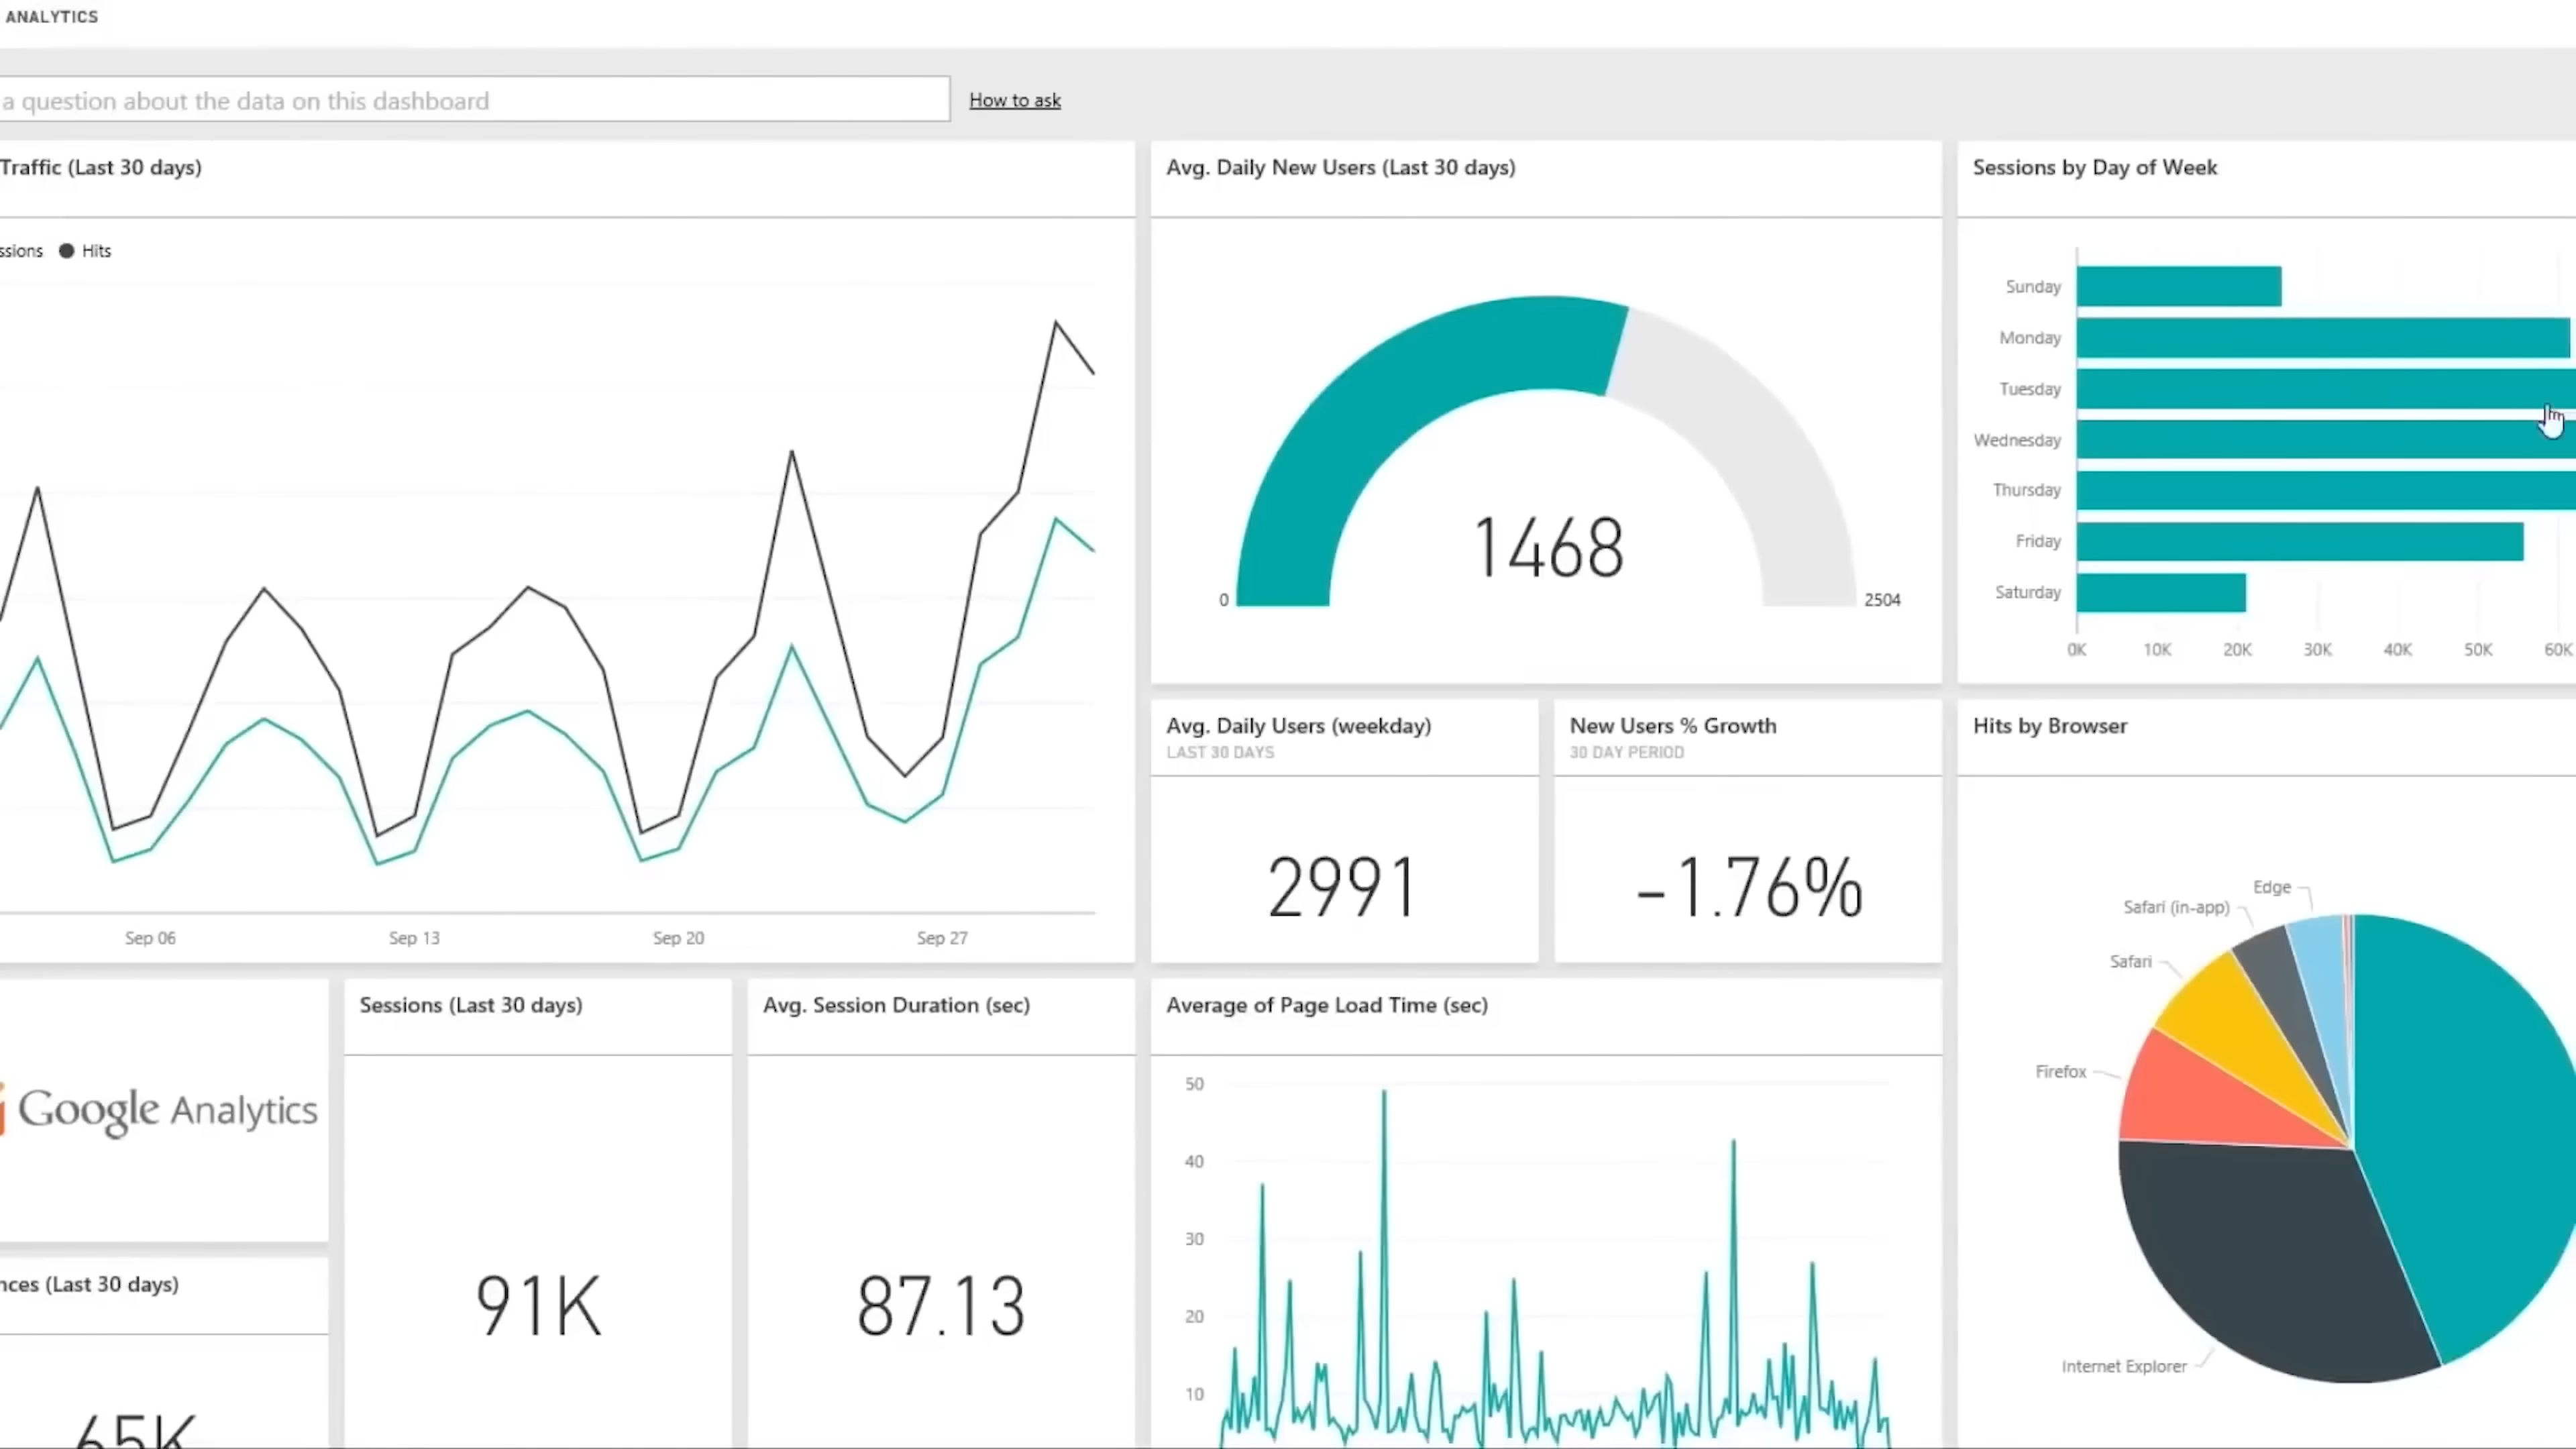 ANALYTICS
a question about the data on this dashboard
How to ask
Traffic (Last 30 days)
ssions Hits
Sep 06 Sep 13 Sep 20 Sep 27
Avg. Daily New Users (Last 30 days)
1468
0 2504
Sessions by Day of Week
Sunday
Monday
Tuesday
Wednesday
Thursday
Friday
Saturday
0K 10K 20K 30K 40K 50K 60K
Avg. Daily Users (weekday)
LAST 30 DAYS
2991
New Users % Growth
30 DAY PERIOD
-1.76%
Hits by Browser
Edge
Safari (in-app)
Safari
Firefox
Internet Explorer
Google Analytics
Sessions (Last 30 days)
91K
Avg. Session Duration (sec)
87.13
Average of Page Load Time (sec)
50
40
30
20
10
nces (Last 30 days)
65K